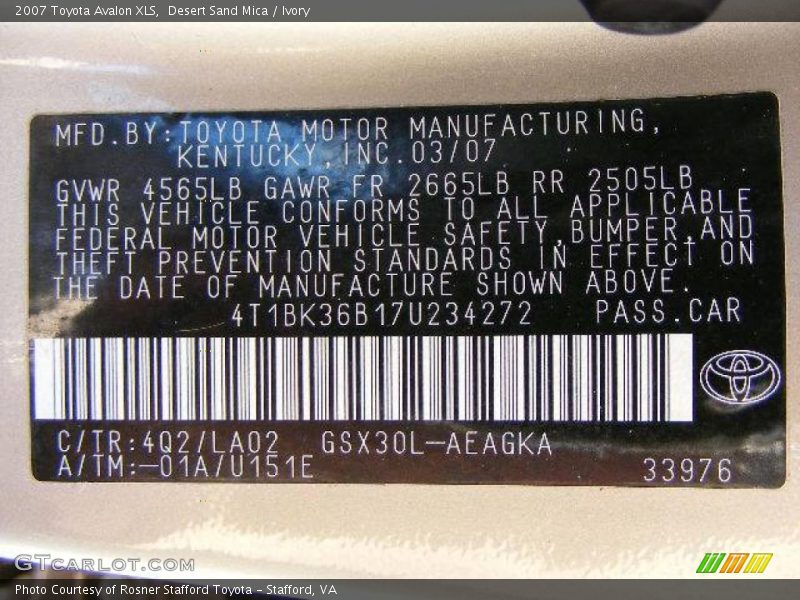 2007 Toyota Avalon XLS,  Desert Sand Mica / Ivory
MFD.BY:TOYOTA MOTOR MANUFACTURING,
KENTUCKY,INC.03/07
GVWR 4565LB GAWR FR 2665LB RR 2505LB
THIS VEHICLE CONFORMS TO ALL APPLICABLE
FEDERAL MOTOR VEHICLE SAFETY,BUMPER,AND
THEFT PREVENTION STANDARDS IN EFFECT ON
THE DATE OF MANUFACTURE SHOWN ABOVE.
4T1BK36B17U234272 PASS.CAR
C/TR:4Q2/LA02 GSX30L-AEAGKA
A/TM:-01A/U151E 33976
GTCARLOT.COM
Photo Courtesy of Rosner Stafford Toyota - Stafford, VA